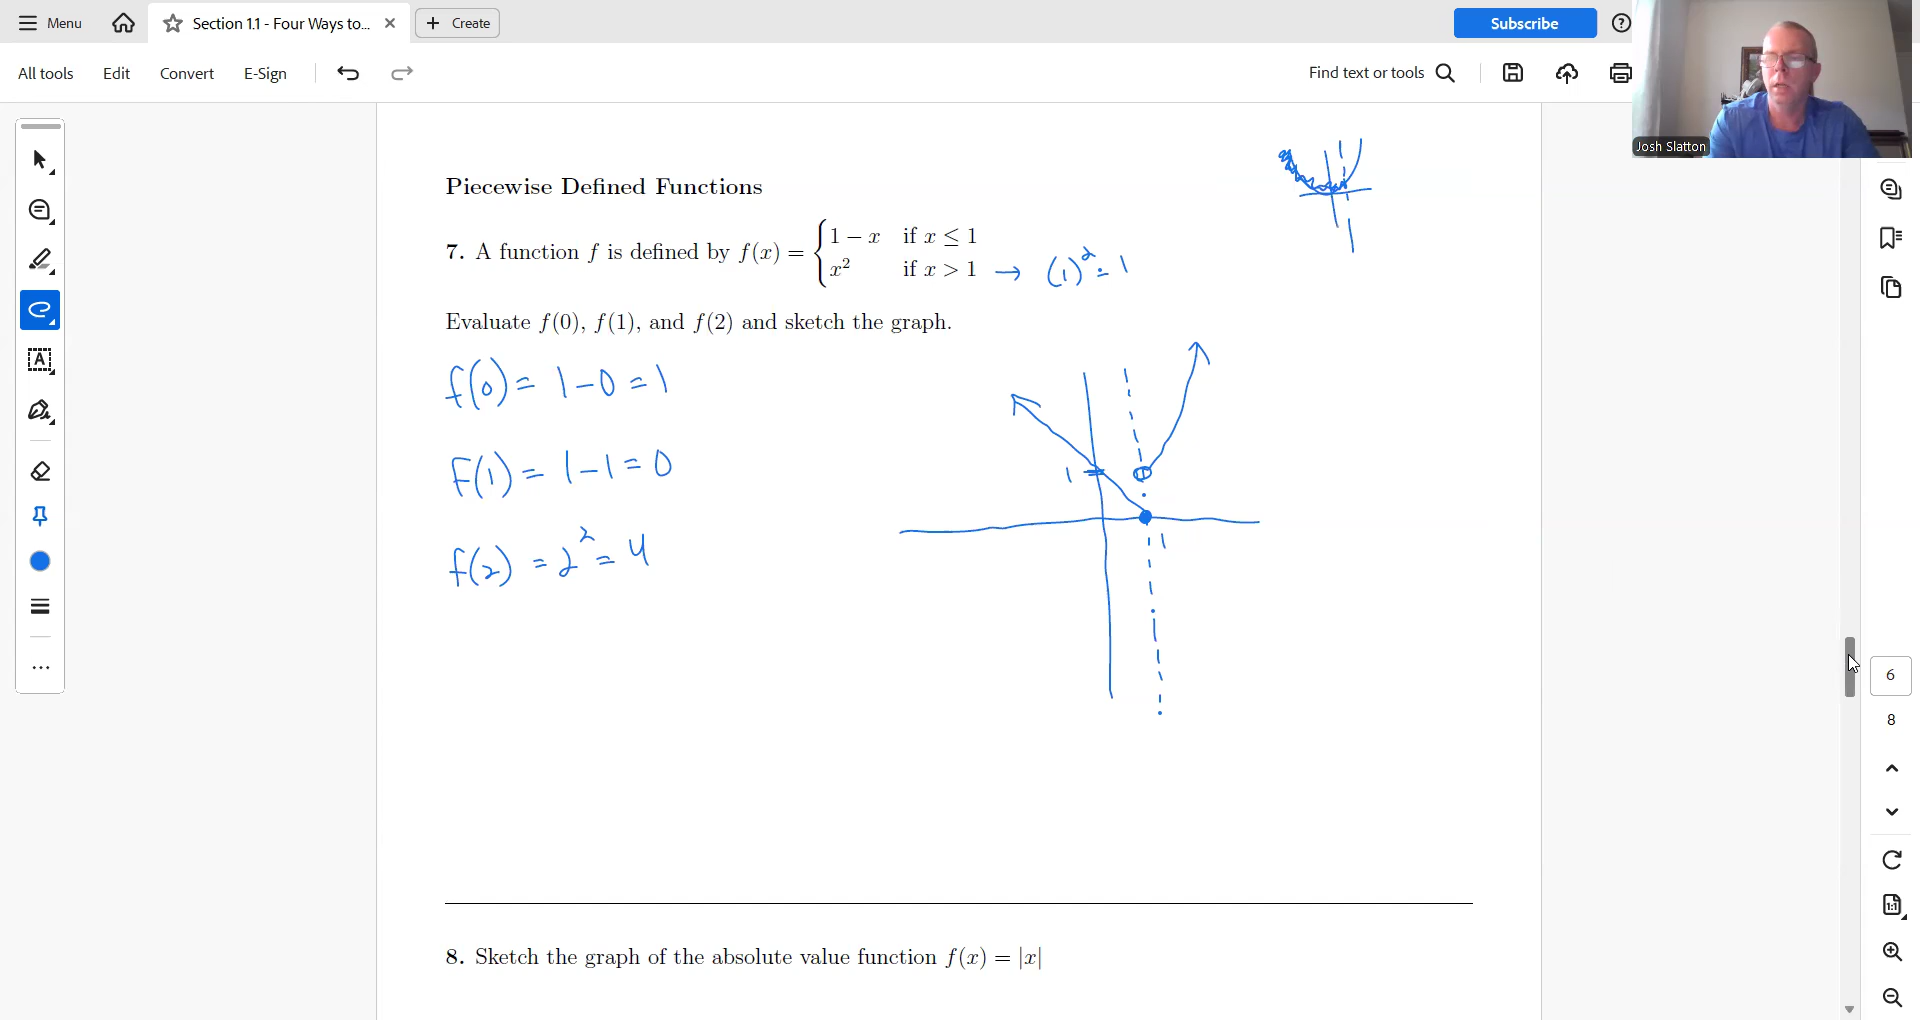 Menu
Section 1.1 - Four Ways to...
Create
Subscribe
All tools
Edit
Convert
E-Sign
Find text or tools
Josh Slatton
Piecewise Defined Functions
7. A function f is defined by f(x) = { 1 − x if x ≤ 1
x² if x > 1 → (1)² = 1
Evaluate f(0), f(1), and f(2) and sketch the graph.
f(0) = 1 − 0 = 1
f(1) = 1 − 1 = 0
f(2) = 2² = 4
1
1
8. Sketch the graph of the absolute value function f(x) = |x|
6
8
1:1